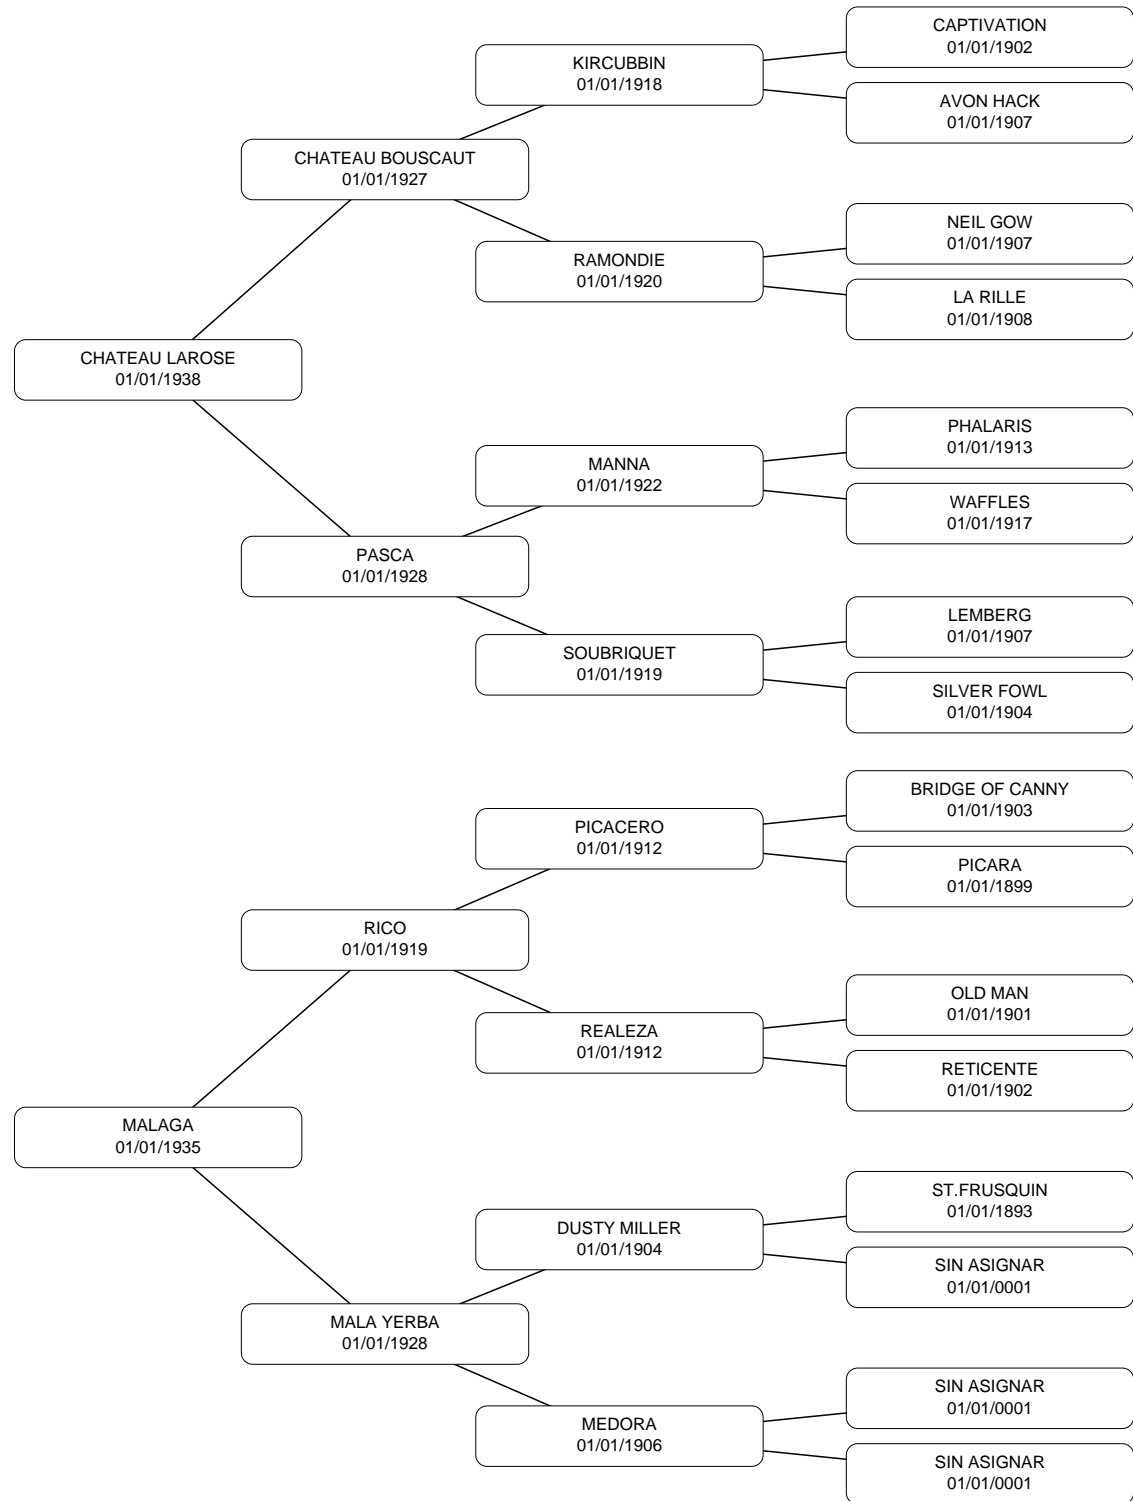 CAPTIVATION
01/01/1902
KIRCUBBIN
01/01/1918
AVON HACK
01/01/1907
CHATEAU BOUSCAUT
01/01/1927
NEIL GOW
01/01/1907
RAMONDIE
01/01/1920
LA RILLE
01/01/1908
CHATEAU LAROSE
01/01/1938
PHALARIS
01/01/1913
MANNA
01/01/1922
WAFFLES
01/01/1917
PASCA
01/01/1928
LEMBERG
01/01/1907
SOUBRIQUET
01/01/1919
SILVER FOWL
01/01/1904
BRIDGE OF CANNY
01/01/1903
PICACERO
01/01/1912
PICARA
01/01/1899
RICO
01/01/1919
OLD MAN
01/01/1901
REALEZA
01/01/1912
RETICENTE
01/01/1902
MALAGA
01/01/1935
ST.FRUSQUIN
01/01/1893
DUSTY MILLER
01/01/1904
SIN ASIGNAR
01/01/0001
MALA YERBA
01/01/1928
SIN ASIGNAR
01/01/0001
MEDORA
01/01/1906
SIN ASIGNAR
01/01/0001